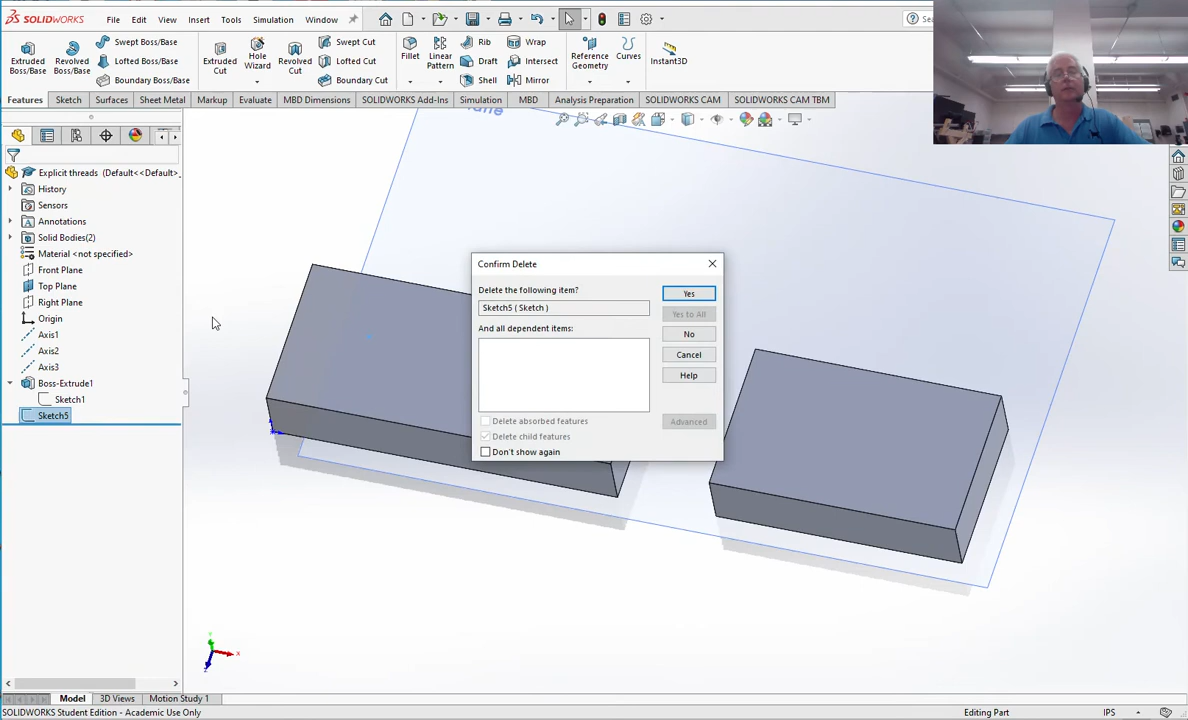 SOLIDWORKS
File
Edit
View
Insert
Tools
Simulation
Window
Extruded Boss/Base
Revolved Boss/Base
Swept Boss/Base
Lofted Boss/Base
Boundary Boss/Base
Extruded Cut
Hole Wizard
Revolved Cut
Swept Cut
Lofted Cut
Boundary Cut
Fillet
Linear Pattern
Rib
Draft
Shell
Wrap
Intersect
Mirror
Reference Geometry
Curves
Instant3D
Features
Sketch
Surfaces
Sheet Metal
Markup
Evaluate
MBD Dimensions
SOLIDWORKS Add-Ins
Simulation
MBD
Analysis Preparation
SOLIDWORKS CAM
SOLIDWORKS CAM TBM
Explicit threads (Default<<Default>_
History
Sensors
Annotations
Solid Bodies(2)
Material <not specified>
Front Plane
Top Plane
Right Plane
Origin
Axis1
Axis2
Axis3
Boss-Extrude1
Sketch1
Sketch5
Confirm Delete
Delete the following item?
Sketch5 ( Sketch )
And all dependent items:
Delete absorbed features
Delete child features
Don't show again
Yes
Yes to All
No
Cancel
Help
Advanced
Y
X
Z
Model
3D Views
Motion Study 1
SOLIDWORKS Student Edition - Academic Use Only
Editing Part
IPS